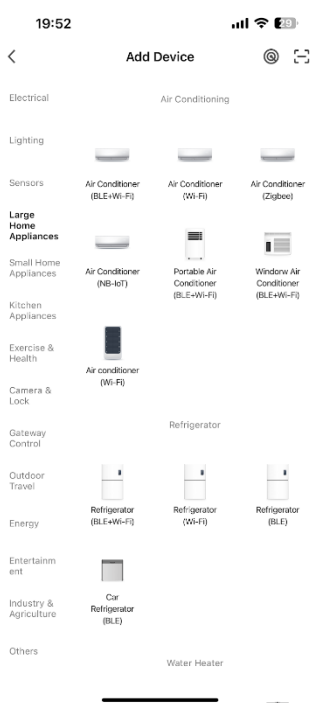 19:52
29
Add Device
Electrical
Lighting
Sensors
Large
Home
Appliances
Small Home
Appliances
Kitchen
Appliances
Exercise &
Health
Camera &
Lock
Gateway
Control
Outdoor
Travel
Energy
Entertainm
ent
Industry &
Agriculture
Others
Air Conditioning
Air Conditioner
(BLE+Wi-Fi)
Air Conditioner
(Wi-Fi)
Air Conditioner
(Zigbee)
Air Conditioner
(NB-IoT)
Portable Air
Conditioner
(BLE+Wi-Fi)
Window Air
Conditioner
(BLE+Wi-Fi)
Air conditioner
(Wi-Fi)
Refrigerator
Refrigerator
(BLE+Wi-Fi)
Refrigerator
(Wi-Fi)
Refrigerator
(BLE)
Car
Refrigerator
(BLE)
Water Heater